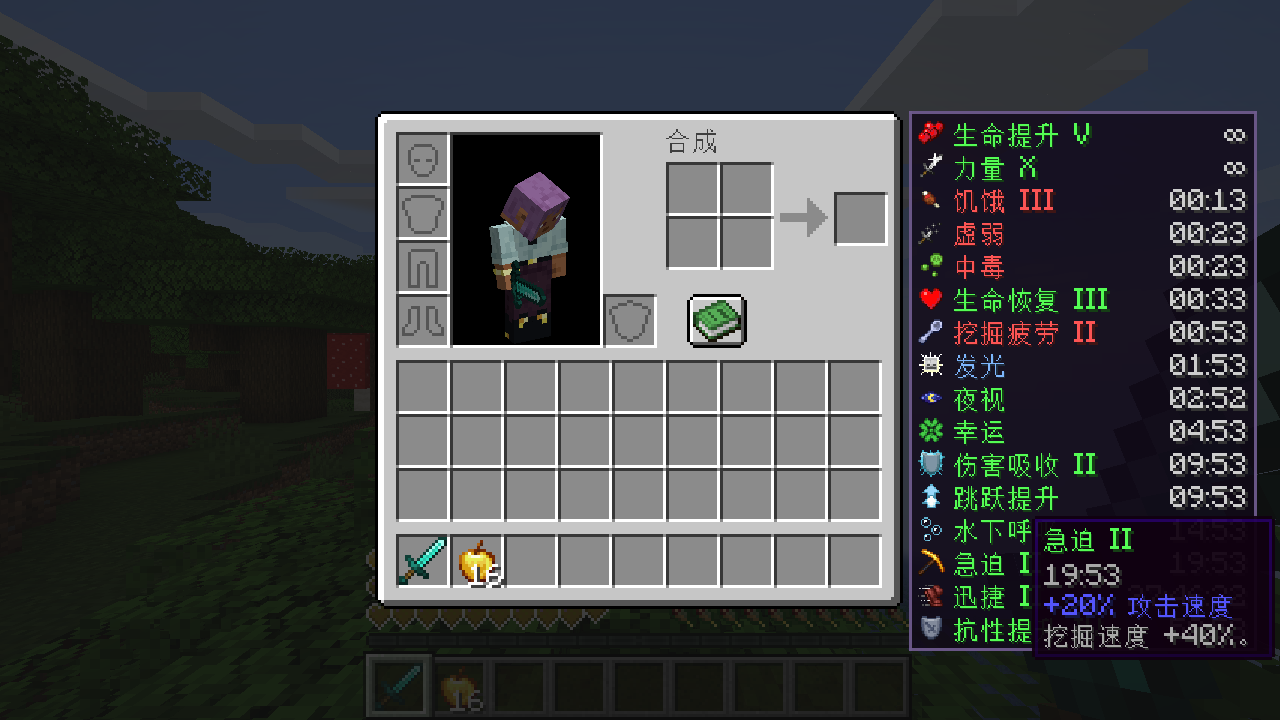 合成
生命提升 V ∞
力量 X ∞
饥饿 III 00:13
虚弱 00:23
中毒 00:23
生命恢复 III 00:33
挖掘疲劳 II 00:53
发光 01:53
夜视 02:52
幸运 04:53
伤害吸收 II 09:53
跳跃提升 09:53
水下呼 14:53
急迫 I
迅捷 I
抗性提
急迫 II
19:53
+20% 攻击速度
挖掘速度 +40%。
16
16